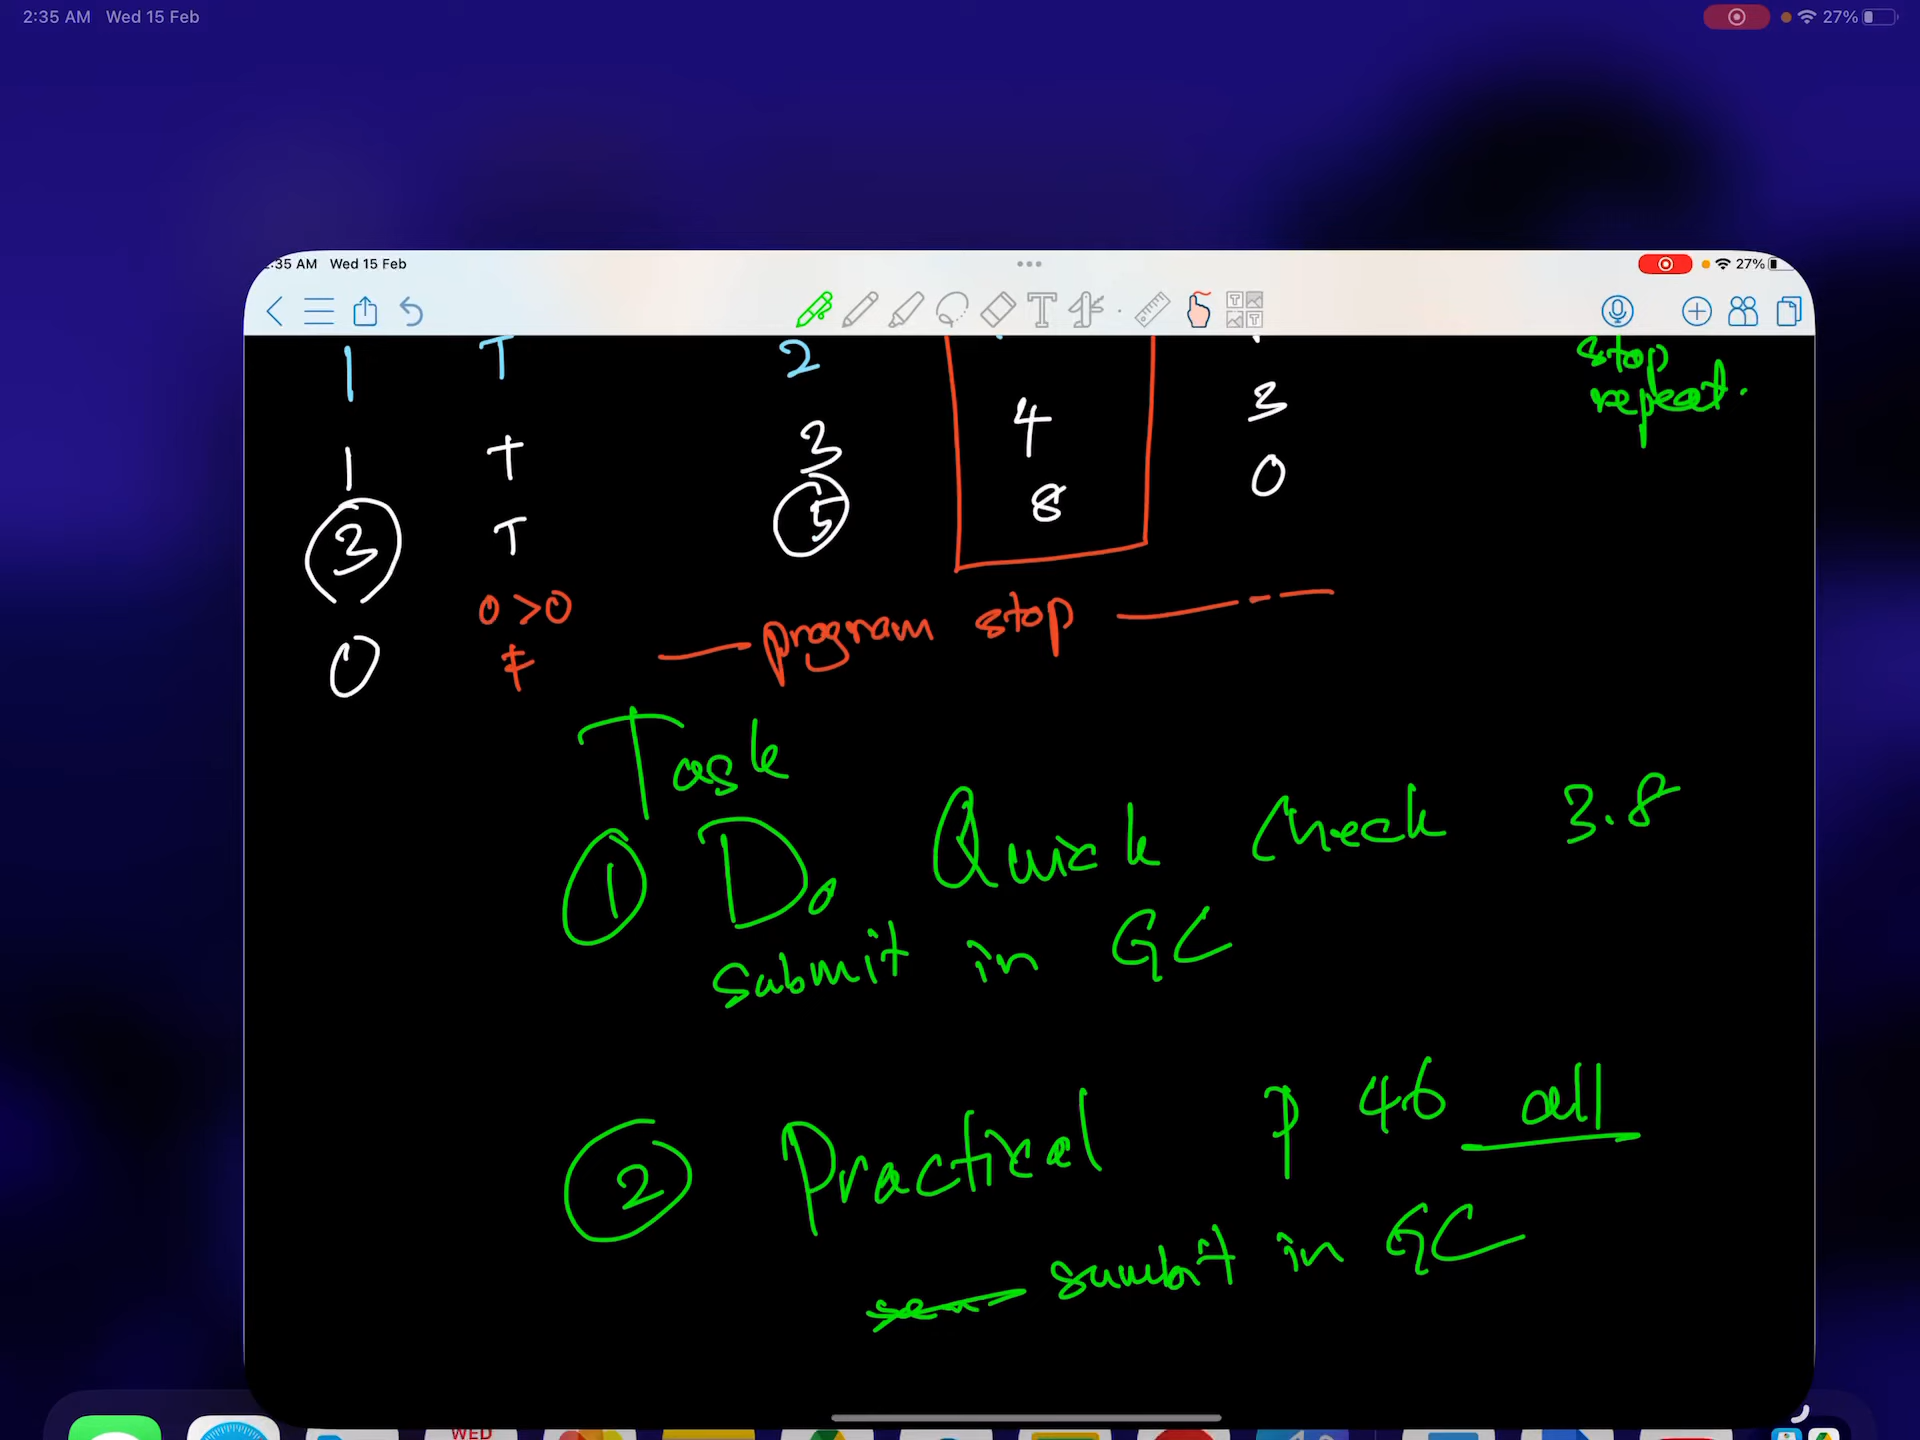 2:35 AM Wed 15 Feb 27%
:35 AM Wed 15 Feb 27%
1 T 2 stop
repeat.
1 T 3 4 3
3 T 5 8 0
0 >0
0 F program stop
Task
1 Do Quick Check 3.8
submit in GC
2 Practical P 46 all
sumbit in GC
WED